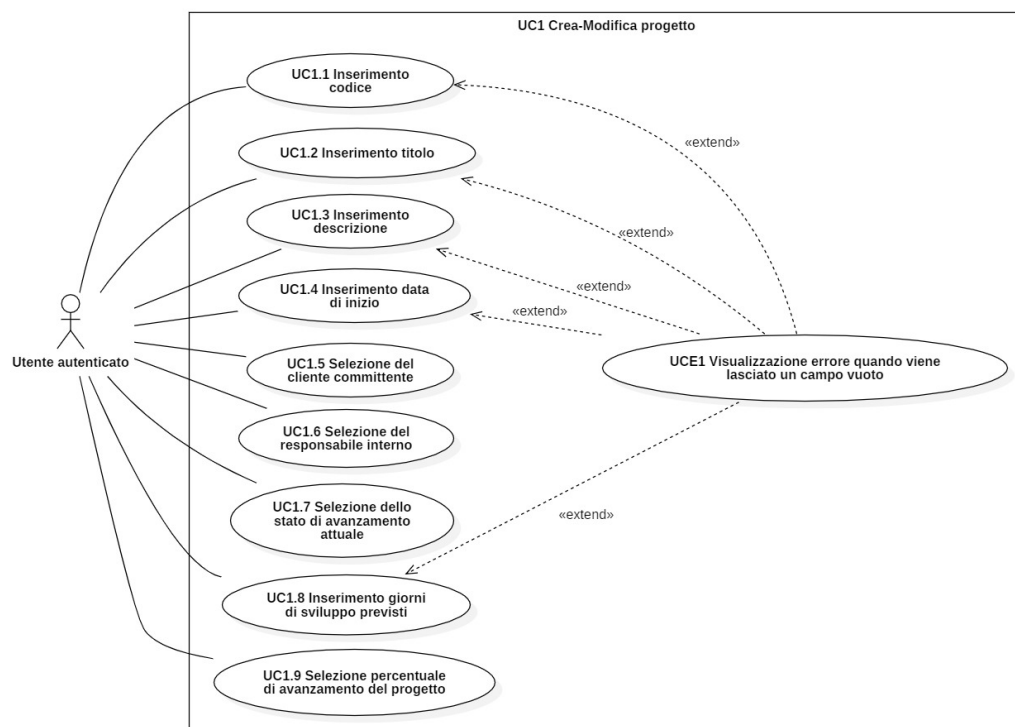 UC1 Crea-Modifica progetto
UC1.1 Inserimento
codice
«extend»
UC1.2 Inserimento titolo
UC1.3 Inserimento
descrizione
«extend»
UC1.4 Inserimento data
di inizio
«extend»
«extend»
Utente autenticato
UC1.5 Selezione del
cliente committente
UCE1 Visualizzazione errore quando viene
lasciato un campo vuoto
UC1.6 Selezione del
responsabile interno
UC1.7 Selezione dello
stato di avanzamento
attuale
«extend»
UC1.8 Inserimento giorni
di sviluppo previsti
UC1.9 Selezione percentuale
di avanzamento del progetto